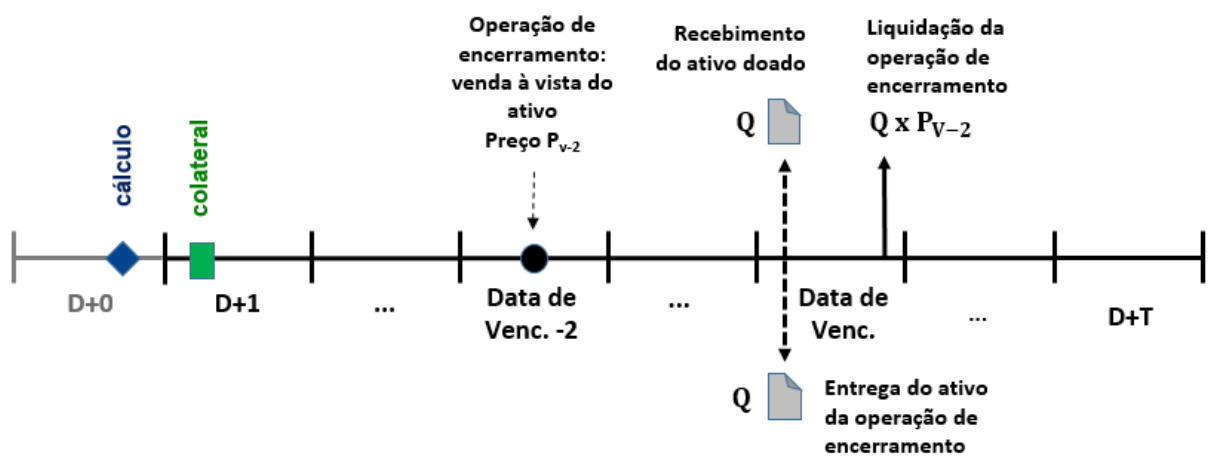 Operação de
encerramento:
venda à vista do
ativo
Preço Pv-2
Recebimento
do ativo doado
Q
Liquidação da
operação de
encerramento
Q x PV−2
cálculo
colateral
D+0
D+1
...
Data de
Venc. -2
...
Data de
Venc.
...
D+T
Q
Entrega do ativo
da operação de
encerramento